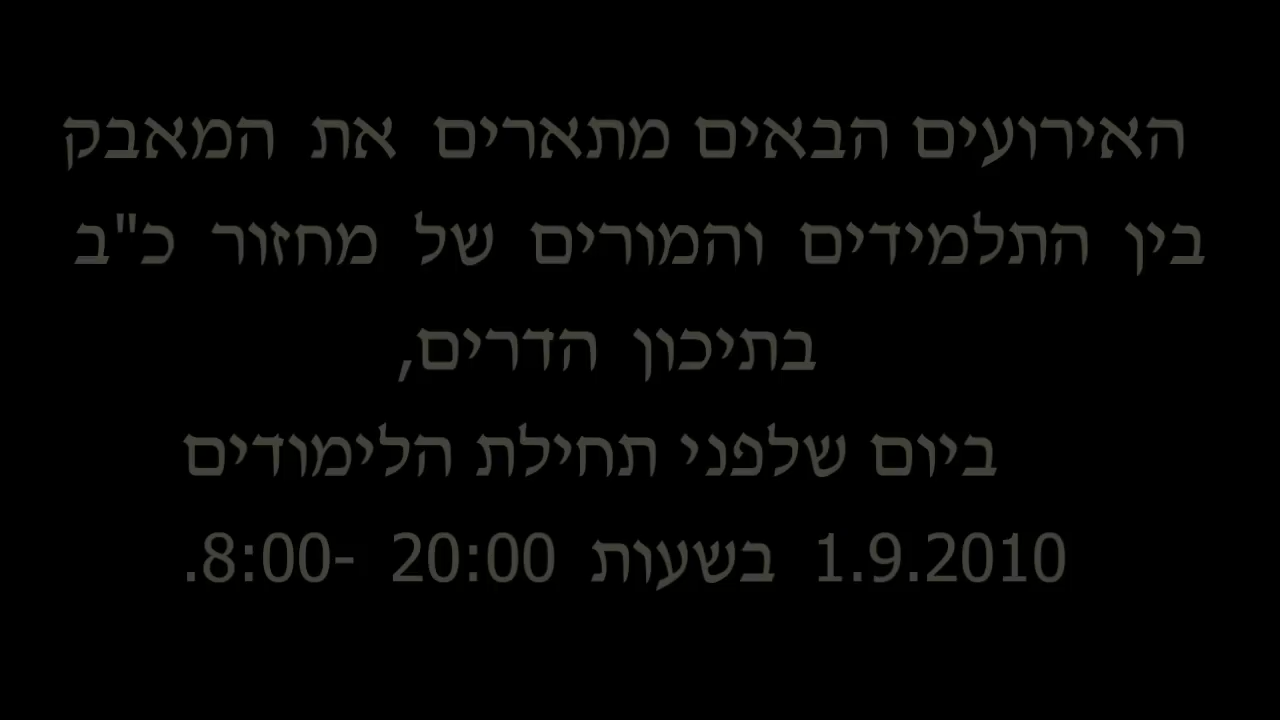 האירועים הבאים מתארים את המאבק
בין התלמידים והמורים של מחזור כ"ב
בתיכון הדרים,
ביום שלפני תחילת הלימודים
1.9.2010 בשעות 20:00 -8:00.